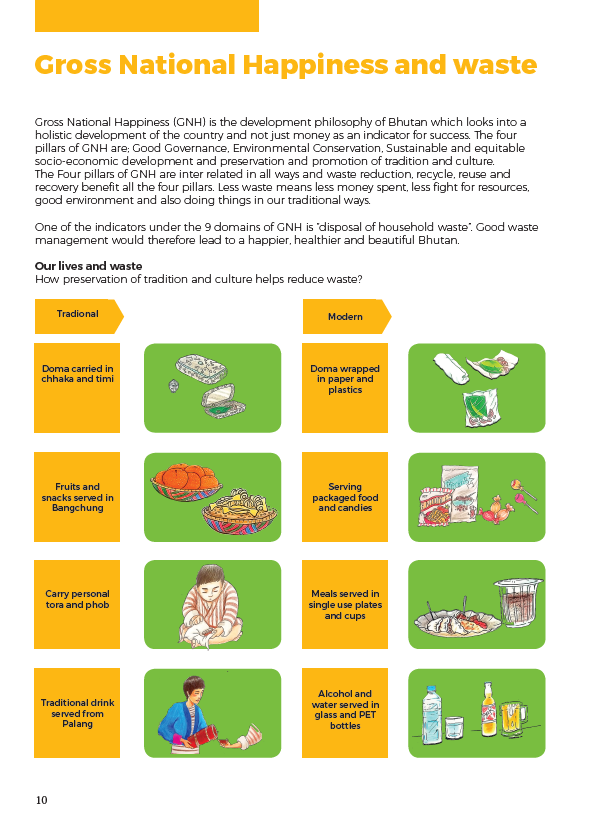 Gross National Happiness and waste
Gross National Happiness (GNH) is the development philosophy of Bhutan which looks into a
holistic development of the country and not just money as an indicator for success. The four
pillars of GNH are; Good Governance, Environmental Conservation, Sustainable and equitable
socio-economic development and preservation and promotion of tradition and culture.
The Four pillars of GNH are inter related in all ways and waste reduction, recycle, reuse and
recovery benefit all the four pillars. Less waste means less money spent, less fight for resources,
good environment and also doing things in our traditional ways.
One of the indicators under the 9 domains of GNH is "disposal of household waste". Good waste
management would therefore lead to a happier, healthier and beautiful Bhutan.
Our lives and waste
How preservation of tradition and culture helps reduce waste?
Tradional
Modern
Doma carried in
chhaka and timi
Doma wrapped
in paper and
plastics
Fruits and
snacks served in
Bangchung
Serving
packaged food
and candies
Carry personal
tora and phob
Meals served in
single use plates
and cups
Traditional drink
served from
Palang
Alcohol and
water served in
glass and PET
bottles
10